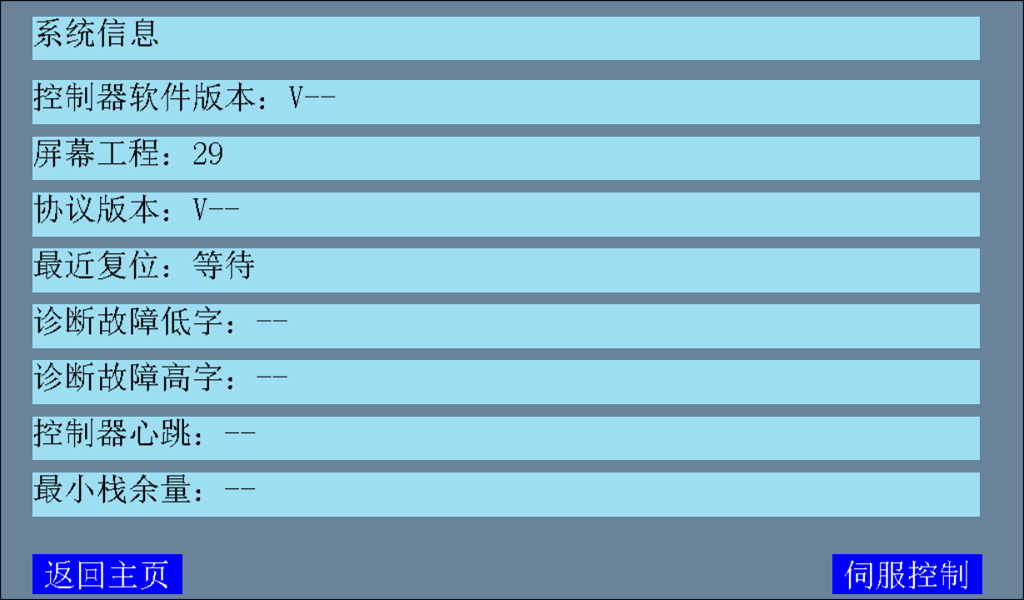 系统信息
控制器软件版本：V--
屏幕工程：29
协议版本：V--
最近复位：等待
诊断故障低字：--
诊断故障高字：--
控制器心跳：--
最小栈余量：--
返回主页
伺服控制